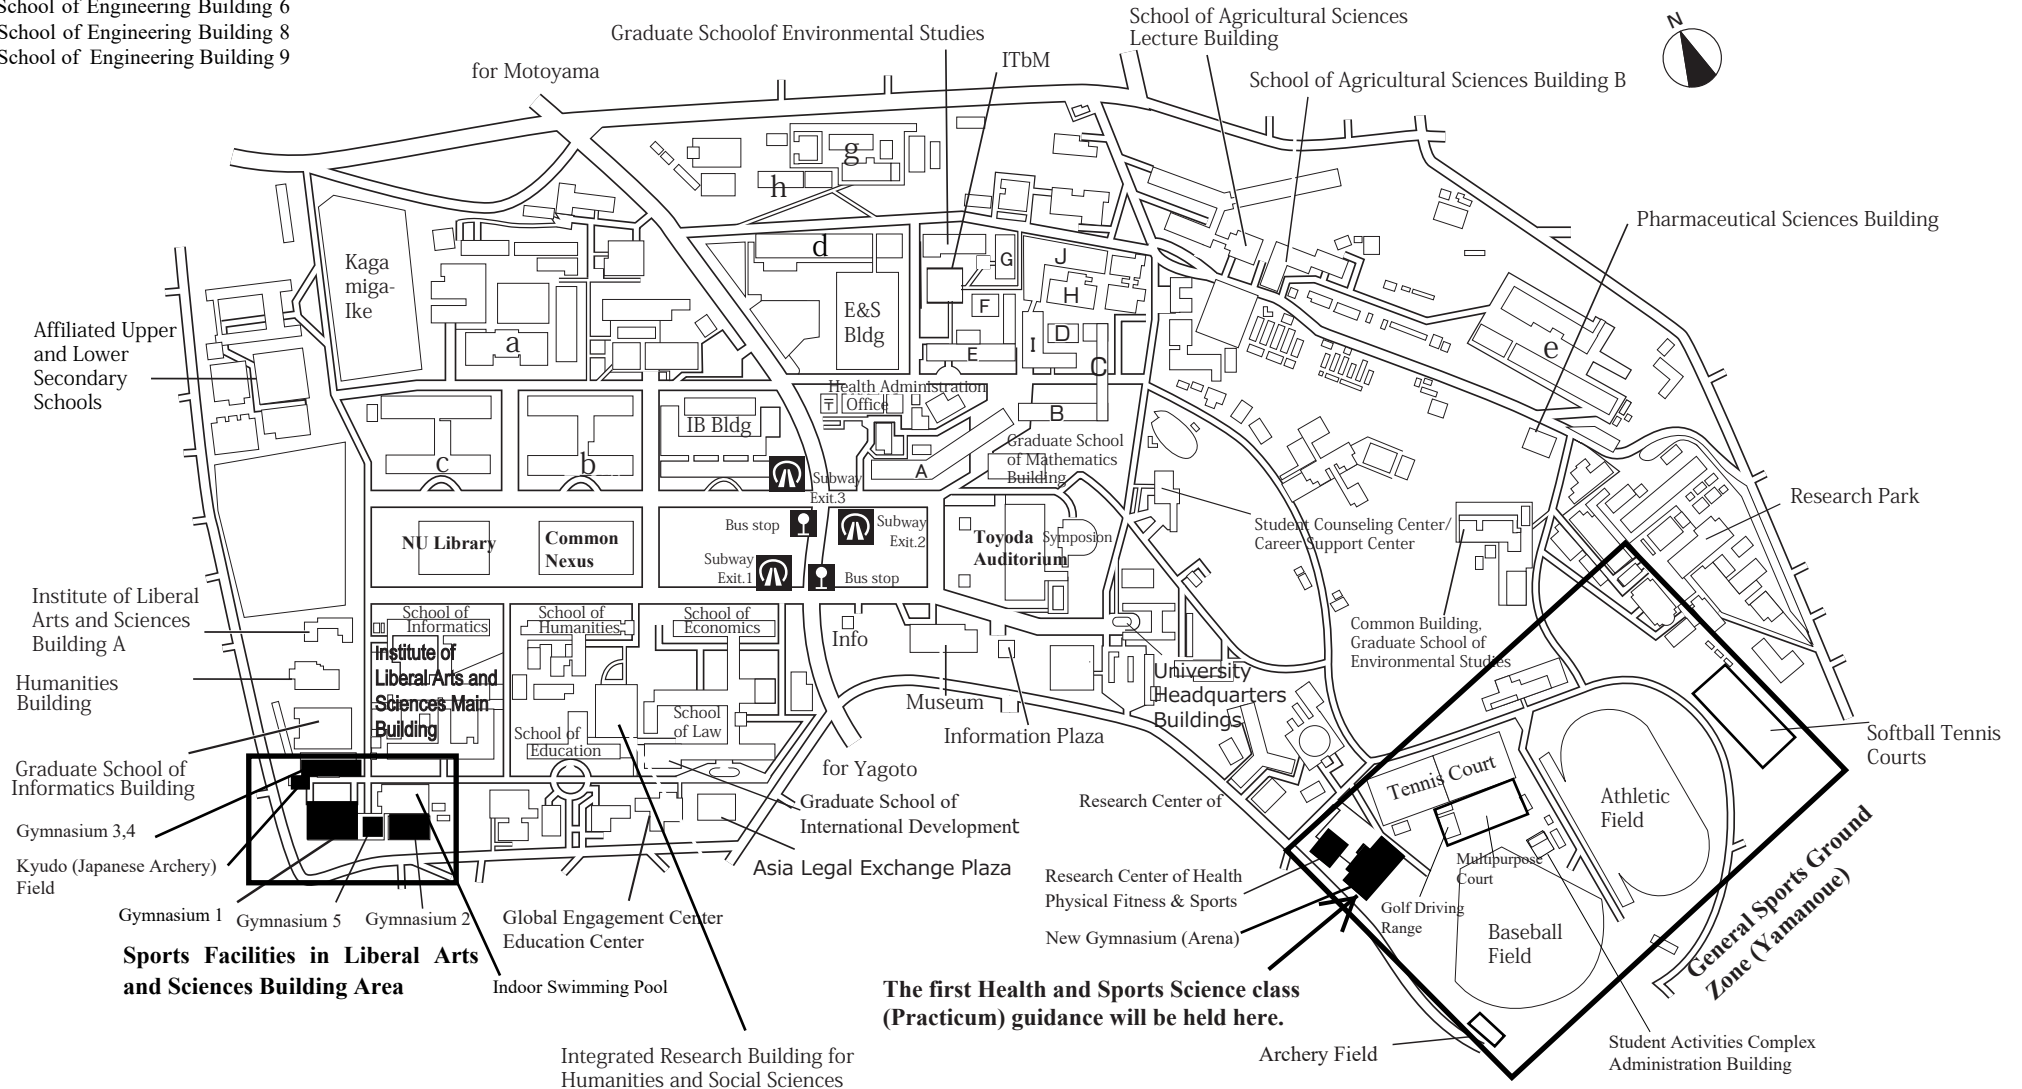 School of Engineering Building 6
School of Engineering Building 8
School of Engineering Building 9
for Motoyama
Graduate Schoolof Environmental Studies
ITbM
School of Agricultural Sciences
Lecture Building
School of Agricultural Sciences Building B
N
Pharmaceutical Sciences Building
g
h
d
G
J
H
F
D
I
E
C
B
A
a
b
c
e
Kaga
miga-
Ike
E&S
Bldg
Affiliated Upper
and Lower
Secondary
Schools
Health Administration
Office
〒
IB Bldg
Graduate School
of Mathematics
Building
Subway
Exit.3
Research Park
Bus stop
Subway
Exit.2
Student Counseling Center/
Career Support Center
NU Library
Common
Nexus
Toyoda
Auditorium
Symposion
Subway
Exit.1
Bus stop
Institute of Liberal
Arts and Sciences
Building A
School of
Informatics
School of
Humanities
School of
Economics
Info
Common Building,
Graduate School of
Environmental Studies
Institute of
Liberal Arts and
Sciences Main
Building
Humanities
Building
University
Headquarters
Buildings
Museum
Information Plaza
School
of Law
School of
Education
Softball Tennis
Courts
Graduate School of
Informatics Building
for Yagoto
Tennis Court
Athletic
Field
Graduate School of
International Development
Research Center of
Gymnasium 3,4
Kyudo (Japanese Archery)
Field
Asia Legal Exchange Plaza
Multipurpose
Court
Research Center of Health
Physical Fitness & Sports
General Sports Ground
Zone (Yamanoue)
Gymnasium 1
Gymnasium 5
Gymnasium 2
Global Engagement Center
Education Center
Golf Driving
Range
New Gymnasium (Arena)
Baseball
Field
Sports Facilities in Liberal Arts
and Sciences Building Area
Indoor Swimming Pool
The first Health and Sports Science class
(Practicum) guidance will be held here.
Archery Field
Student Activities Complex
Administration Building
Integrated Research Building for
Humanities and Social Sciences